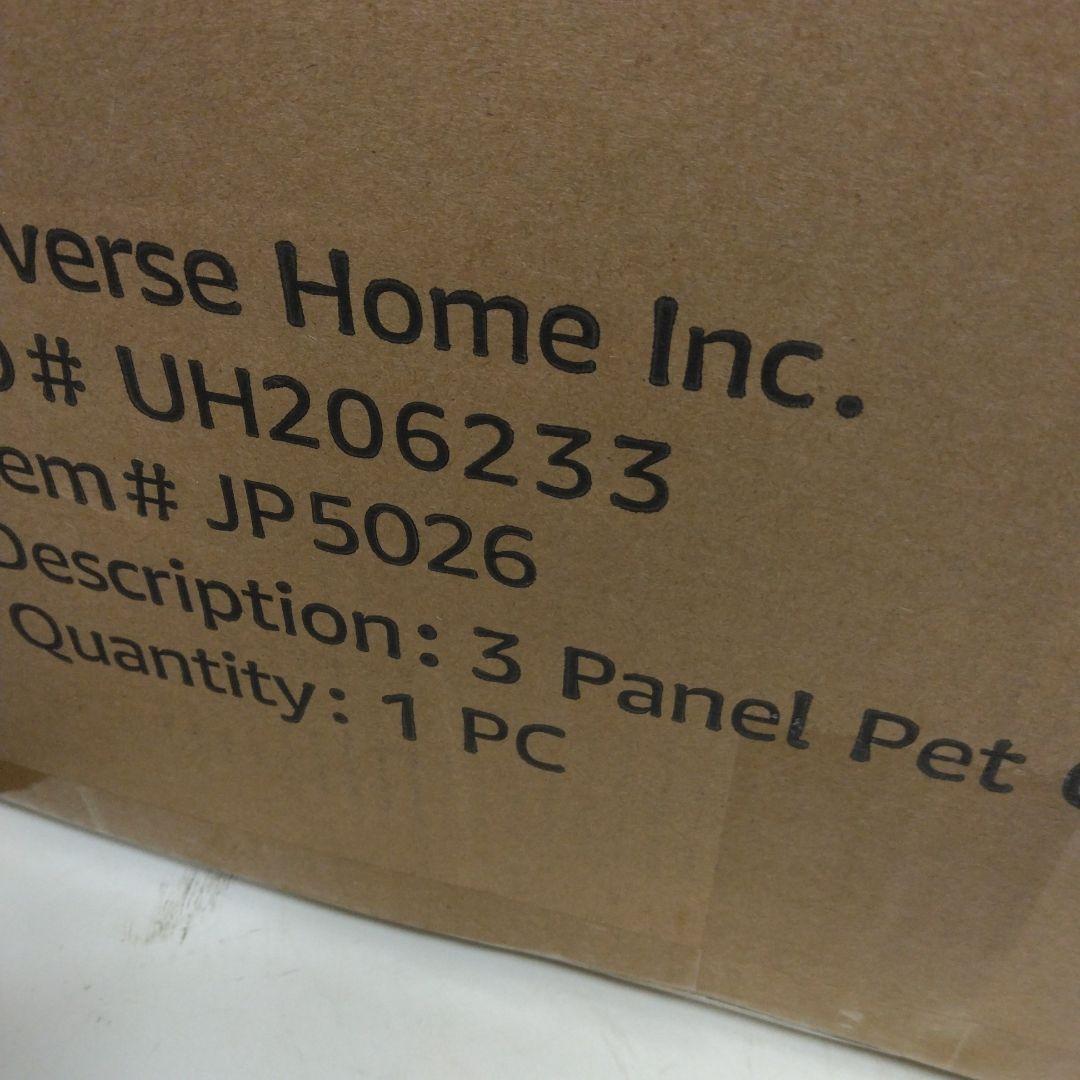 verse Home Inc.
# UH206233
em# JP5026
Description: 3 Panel Pet
Quantity: 1 PC